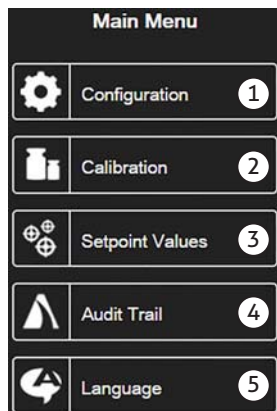 Main Menu
Configuration 1
Calibration 2
Setpoint Values 3
Audit Trail 4
Language 5